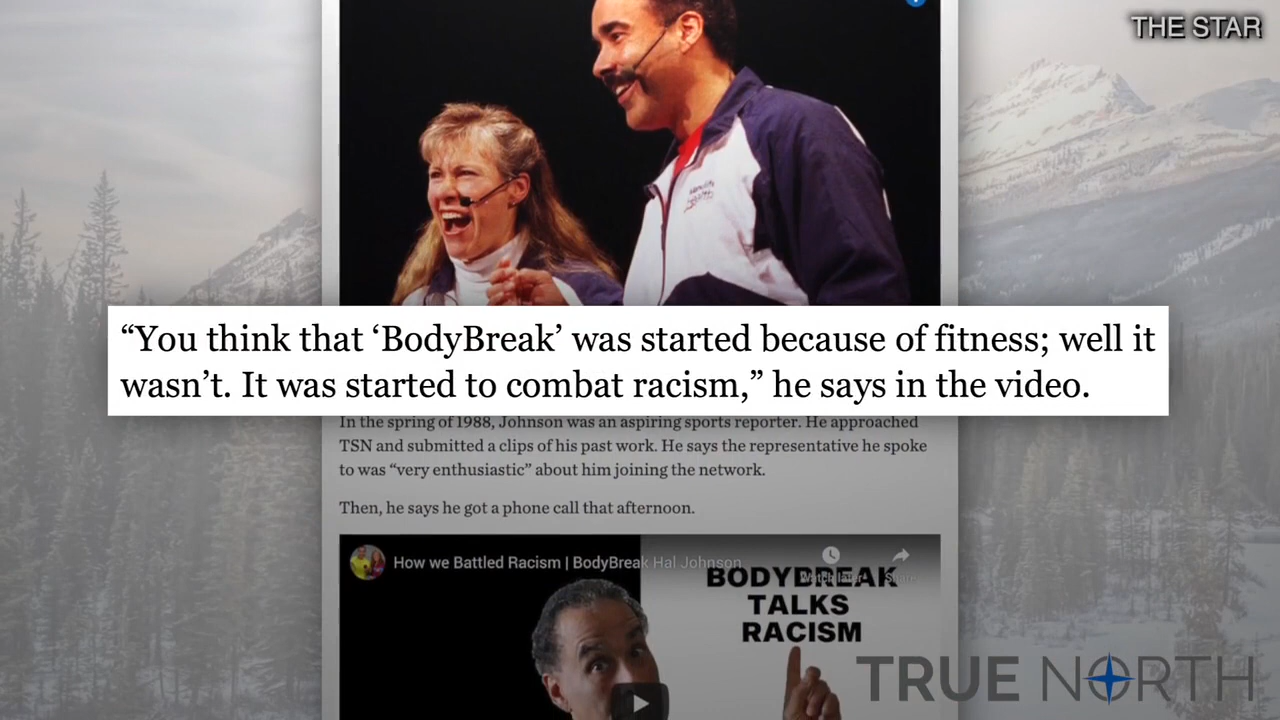 THE STAR
“You think that ‘BodyBreak’ was started because of fitness; well it
wasn’t. It was started to combat racism,” he says in the video.
In the spring of 1988, Johnson was an aspiring sports reporter. He approached
TSN and submitted a clips of his past work. He says the representative he spoke
to was “very enthusiastic” about him joining the network.
Then, he says he got a phone call that afternoon.
How we Battled Racism | BodyBreak Hal Johnson
Watch later
BODYBREAK
TALKS
RACISM
TRUE NORTH